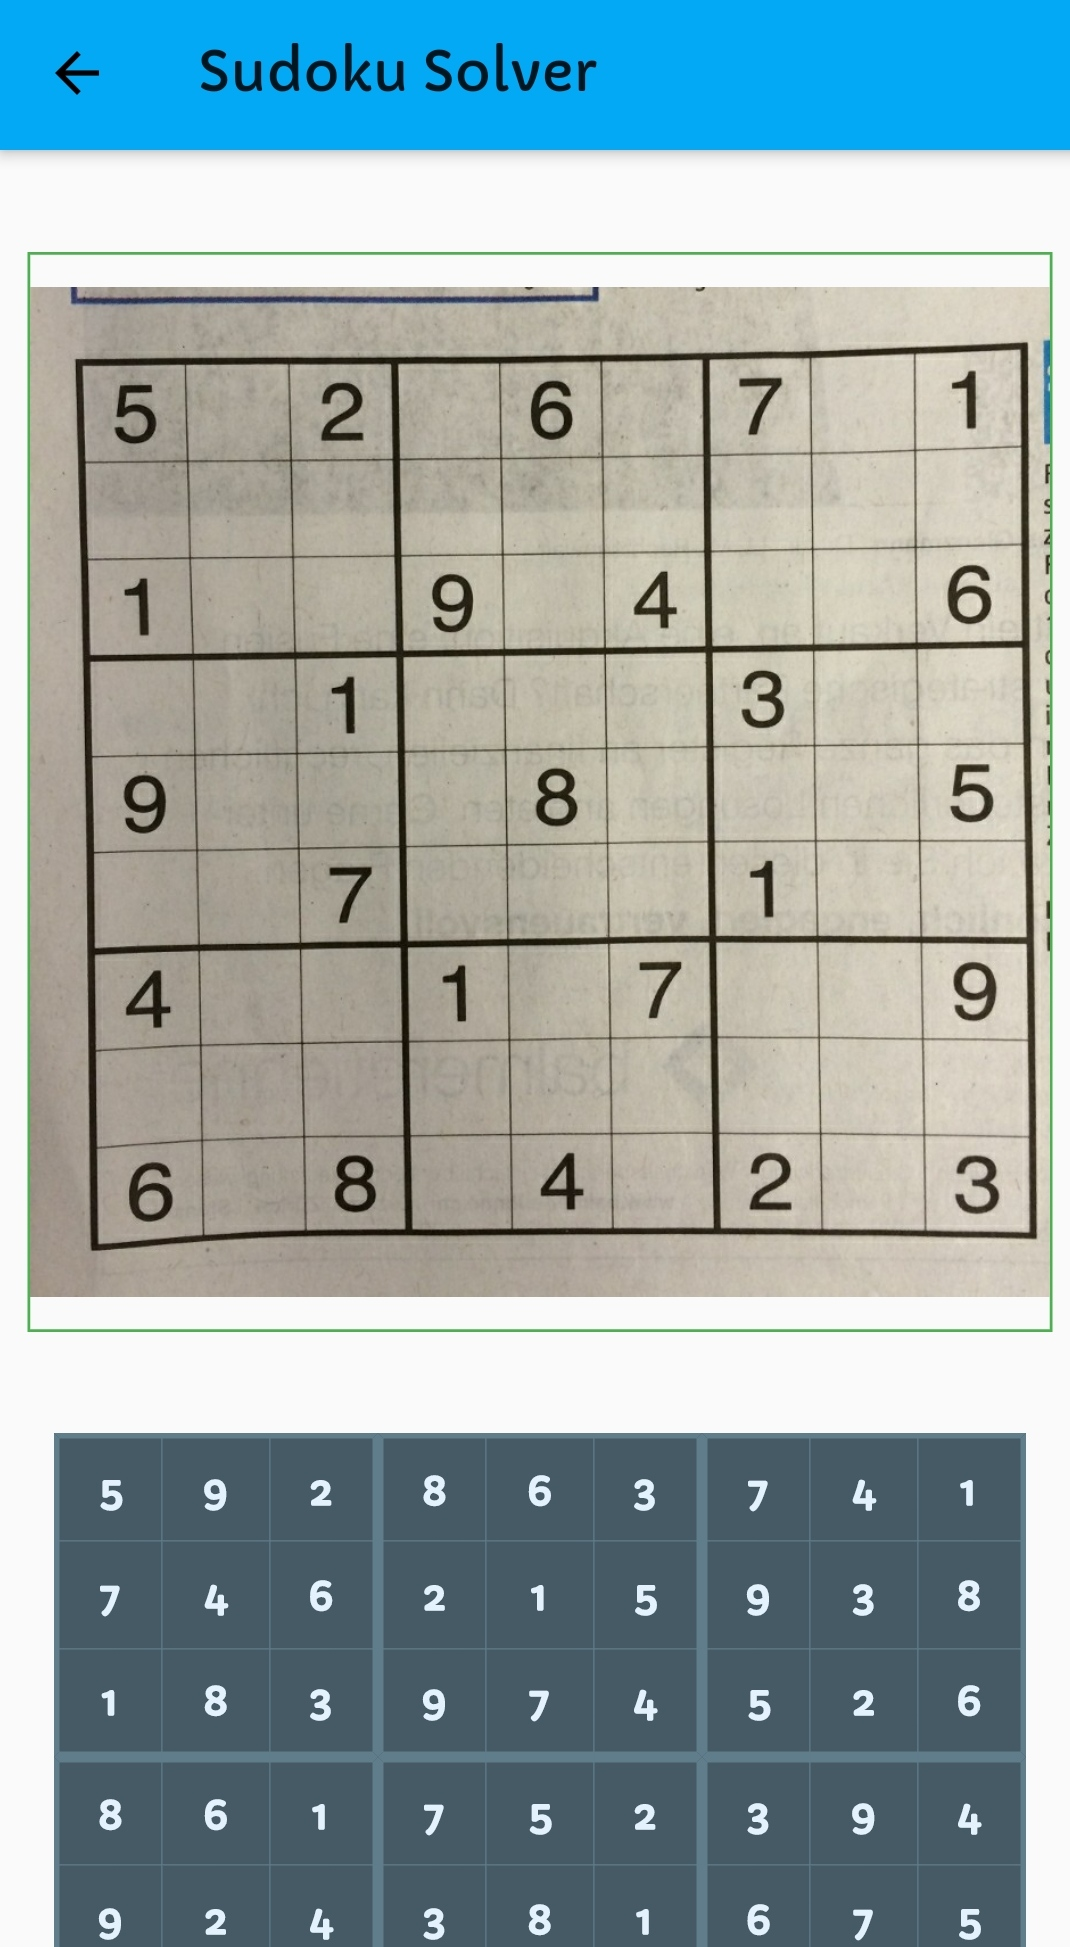 Sudoku Solver
5 2 6 7 1
1 9 4 6
1 3
9 8 5
7 1
4 1 7 9
6 8 4 2 3
5 9 2 8 6 3 7 4 1
7 4 6 2 1 5 9 3 8
1 8 3 9 7 4 5 2 6
8 6 1 7 5 2 3 9 4
9 2 4 3 8 1 6 7 5